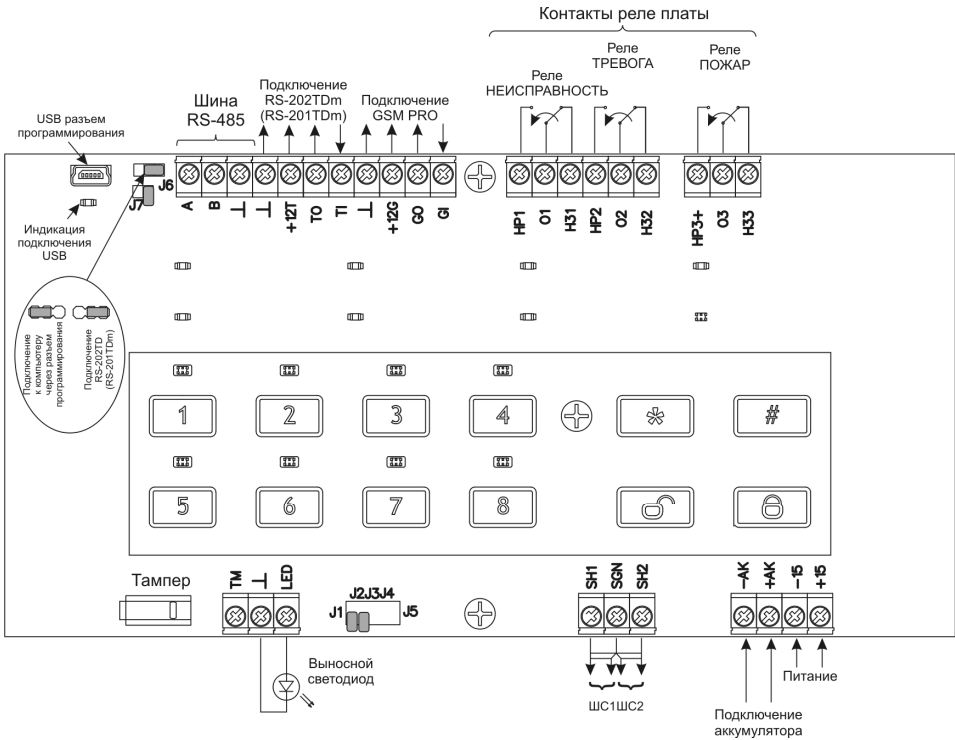 Контакты реле платы
Реле
НЕИСПРАВНОСТЬ
Реле
ТРЕВОГА
Реле
ПОЖАР
USB разъем
программирования
Шина
RS-485
Подключение
RS-202TDm
(RS-201TDm)
Подключение
GSM PRO
J6
J7
A
B
⊥
⊥
+12T
TO
TI
⊥
+12G
GO
GI
HP1
O1
H31
HP2
O2
H32
HP3+
O3
H33
Индикация
подключения
USB
Подключение
к компьютеру
через разъем
программирования
Подключение
RS-202TD
(RS-201TDm)
1
2
3
4
*
#
5
6
7
8
Тампер
TM
⊥
LED
J1
J2J3J4
J5
SH1
SGN
SH2
-AK
+AK
-15
+15
Выносной
светодиод
ШС1ШС2
Питание
Подключение
аккумулятора